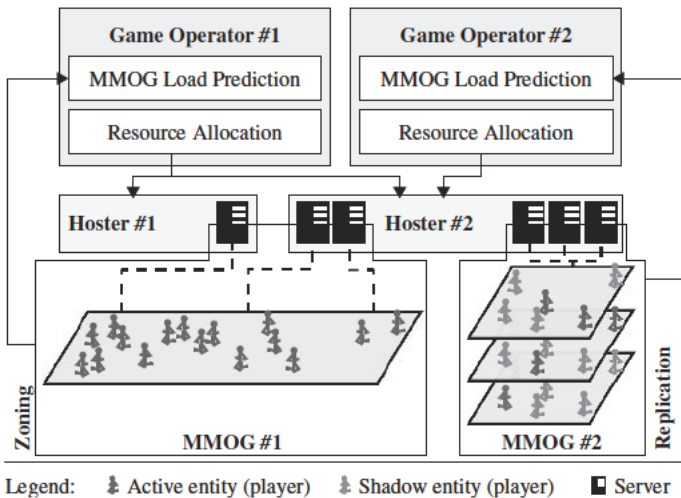 Game Operator #1
MMOG Load Prediction
Resource Allocation
Game Operator #2
MMOG Load Prediction
Resource Allocation
Hoster #1
Hoster #2
Zoning
MMOG #1
MMOG #2
Replication
Legend: Active entity (player) Shadow entity (player) Server